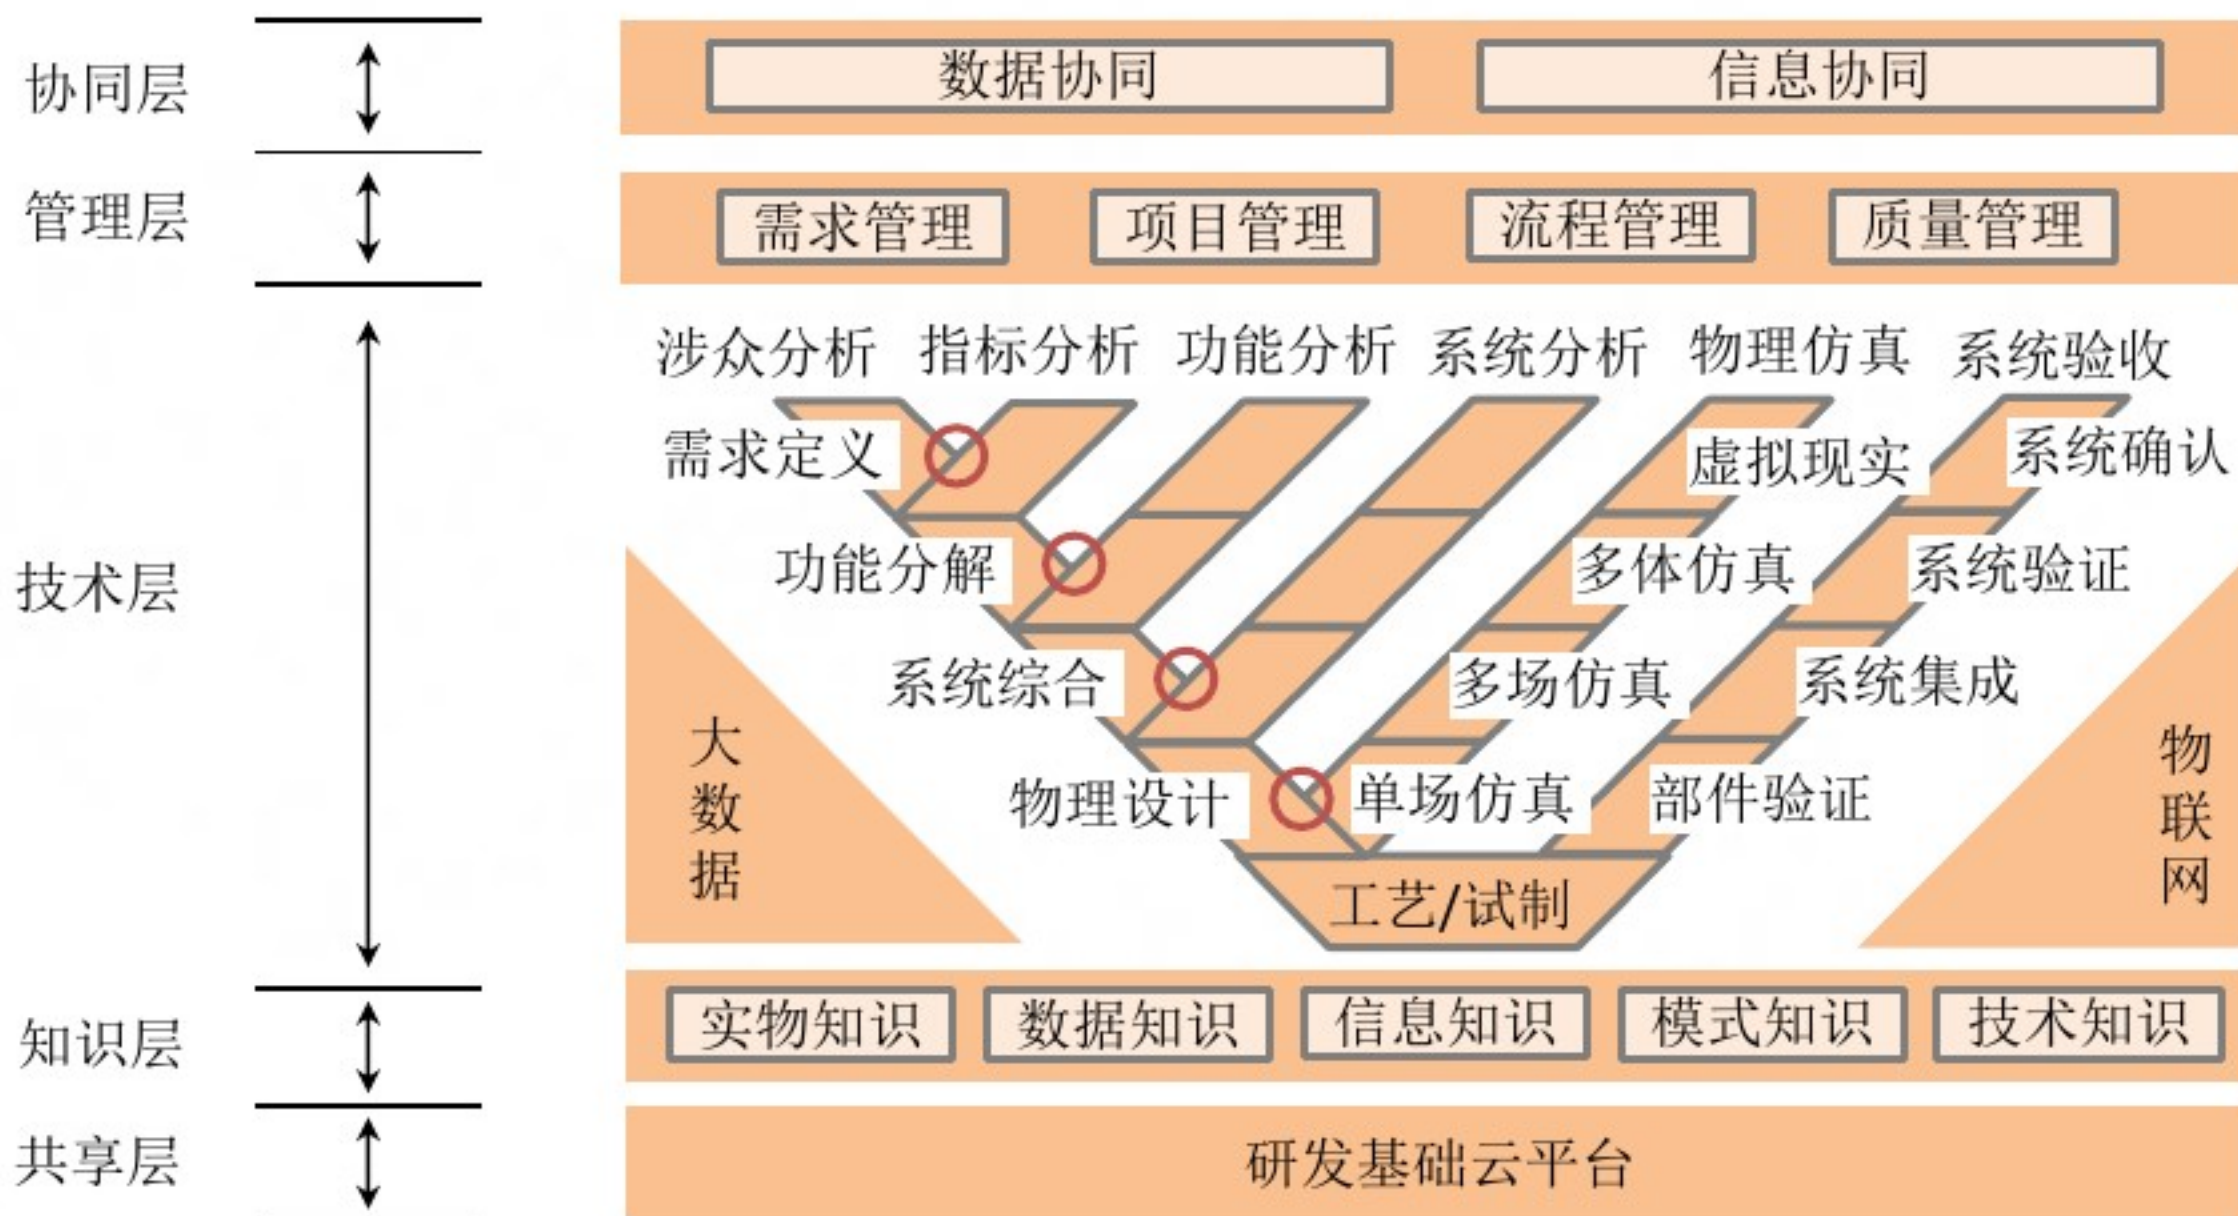 协同层
数据协同
信息协同
管理层
需求管理
项目管理
流程管理
质量管理
技术层
涉众分析
指标分析
功能分析
系统分析
物理仿真
系统验收
需求定义
虚拟现实
系统确认
功能分解
多体仿真
系统验证
系统综合
多场仿真
系统集成
物理设计
单场仿真
部件验证
工艺/试制
大数据
物联网
知识层
实物知识
数据知识
信息知识
模式知识
技术知识
共享层
研发基础云平台